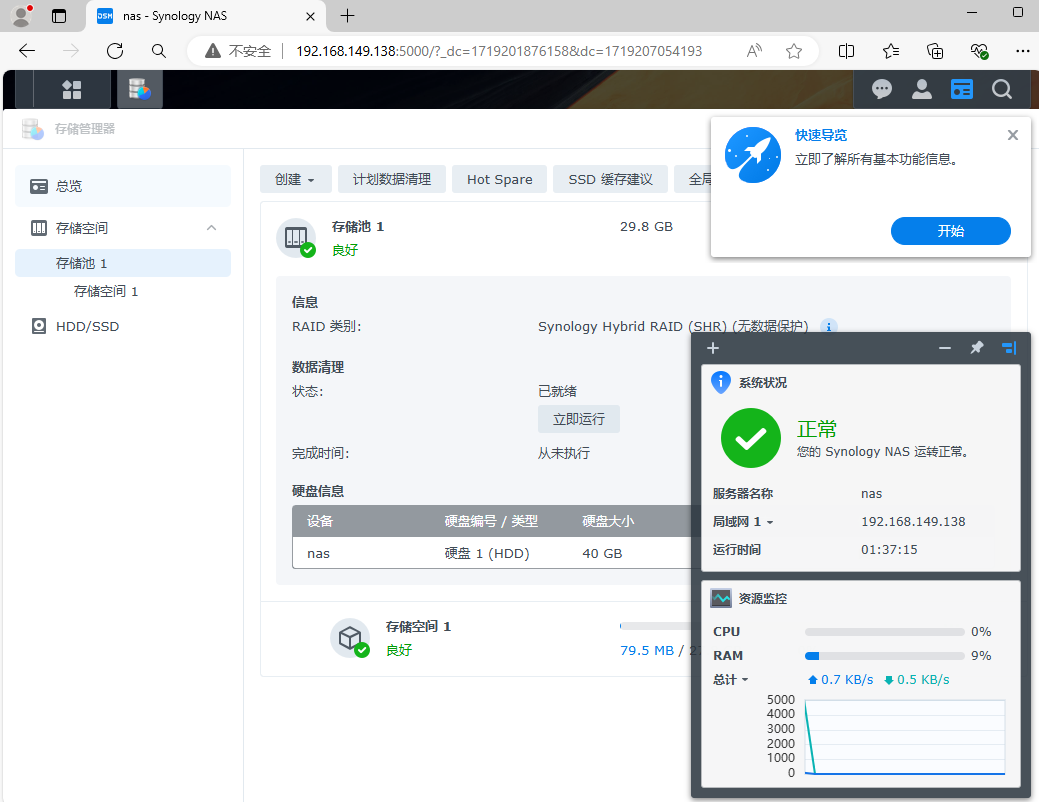 DSM nas - Synology NAS
不安全 192.168.149.138:5000/?_dc=1719201876158&dc=1719207054193
存储管理器
总览
存储空间
存储池 1
存储空间 1
HDD/SSD
创建 计划数据清理 Hot Spare SSD 缓存建议 全局
存储池 1 29.8 GB
良好
信息
RAID 类别: Synology Hybrid RAID (SHR) (无数据保护)
数据清理
状态: 已就绪
立即运行
完成时间: 从未执行
硬盘信息
设备 硬盘编号 / 类型 硬盘大小
nas 硬盘 1 (HDD) 40 GB
存储空间 1
良好 79.5 MB / 2
快速导览
立即了解所有基本功能信息。
开始
系统状况
正常
您的 Synology NAS 运转正常。
服务器名称 nas
局域网 1 192.168.149.138
运行时间 01:37:15
资源监控
CPU 0%
RAM 9%
总计 0.7 KB/s 0.5 KB/s
5000
4000
3000
2000
1000
0